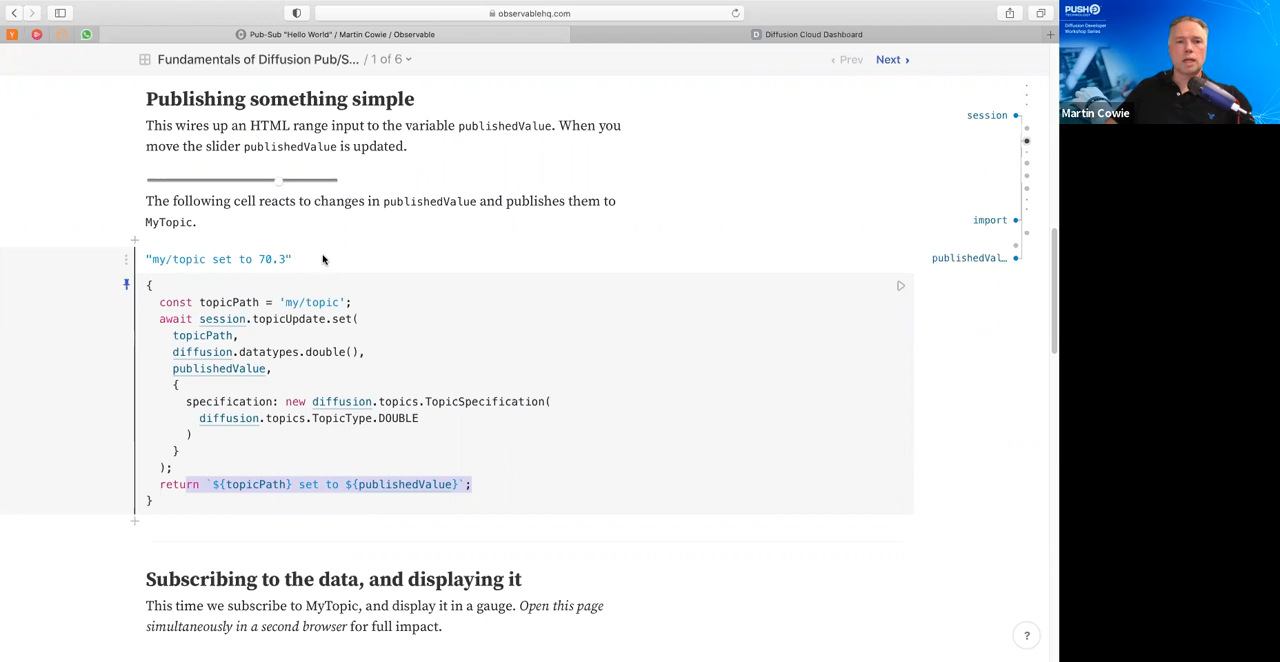 observablehq.com
Pub-Sub "Hello World" / Martin Cowie / Observable
Diffusion Cloud Dashboard
Fundamentals of Diffusion Pub/S... / 1 of 6
‹ Prev Next ›
Publishing something simple
This wires up an HTML range input to the variable publishedValue. When you
move the slider publishedValue is updated.
The following cell reacts to changes in publishedValue and publishes them to
MyTopic.
"my/topic set to 70.3"
{
const topicPath = 'my/topic';
await session.topicUpdate.set(
topicPath,
diffusion.datatypes.double(),
publishedValue,
{
specification: new diffusion.topics.TopicSpecification(
diffusion.topics.TopicType.DOUBLE
)
}
);
return `${topicPath} set to ${publishedValue}`;
}
Subscribing to the data, and displaying it
This time we subscribe to MyTopic, and display it in a gauge. Open this page
simultaneously in a second browser for full impact.
session
import
publishedVal…
?
PUSH
TECHNOLOGY
Diffusion Developer
Workshop Series
Martin Cowie
Y
D